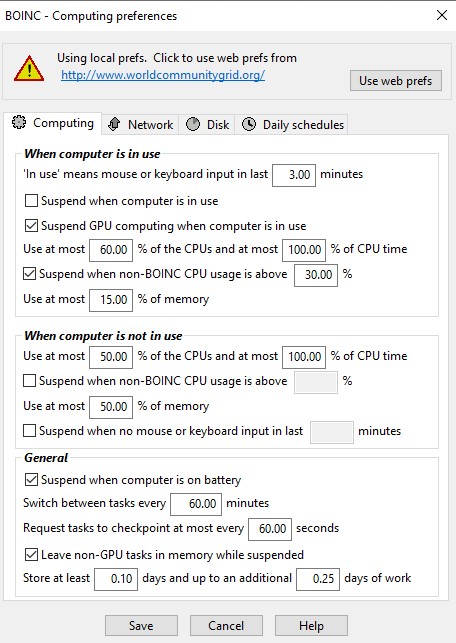 BOINC - Computing preferences
Using local prefs. Click to use web prefs from
http://www.worldcommunitygrid.org/
Use web prefs
Computing Network Disk Daily schedules
When computer is in use
'In use' means mouse or keyboard input in last 3.00 minutes
Suspend when computer is in use
Suspend GPU computing when computer is in use
Use at most 60.00 % of the CPUs and at most 100.00 % of CPU time
Suspend when non-BOINC CPU usage is above 30.00 %
Use at most 15.00 % of memory
When computer is not in use
Use at most 50.00 % of the CPUs and at most 100.00 % of CPU time
Suspend when non-BOINC CPU usage is above %
Use at most 50.00 % of memory
Suspend when no mouse or keyboard input in last minutes
General
Suspend when computer is on battery
Switch between tasks every 60.00 minutes
Request tasks to checkpoint at most every 60.00 seconds
Leave non-GPU tasks in memory while suspended
Store at least 0.10 days and up to an additional 0.25 days of work
Save Cancel Help